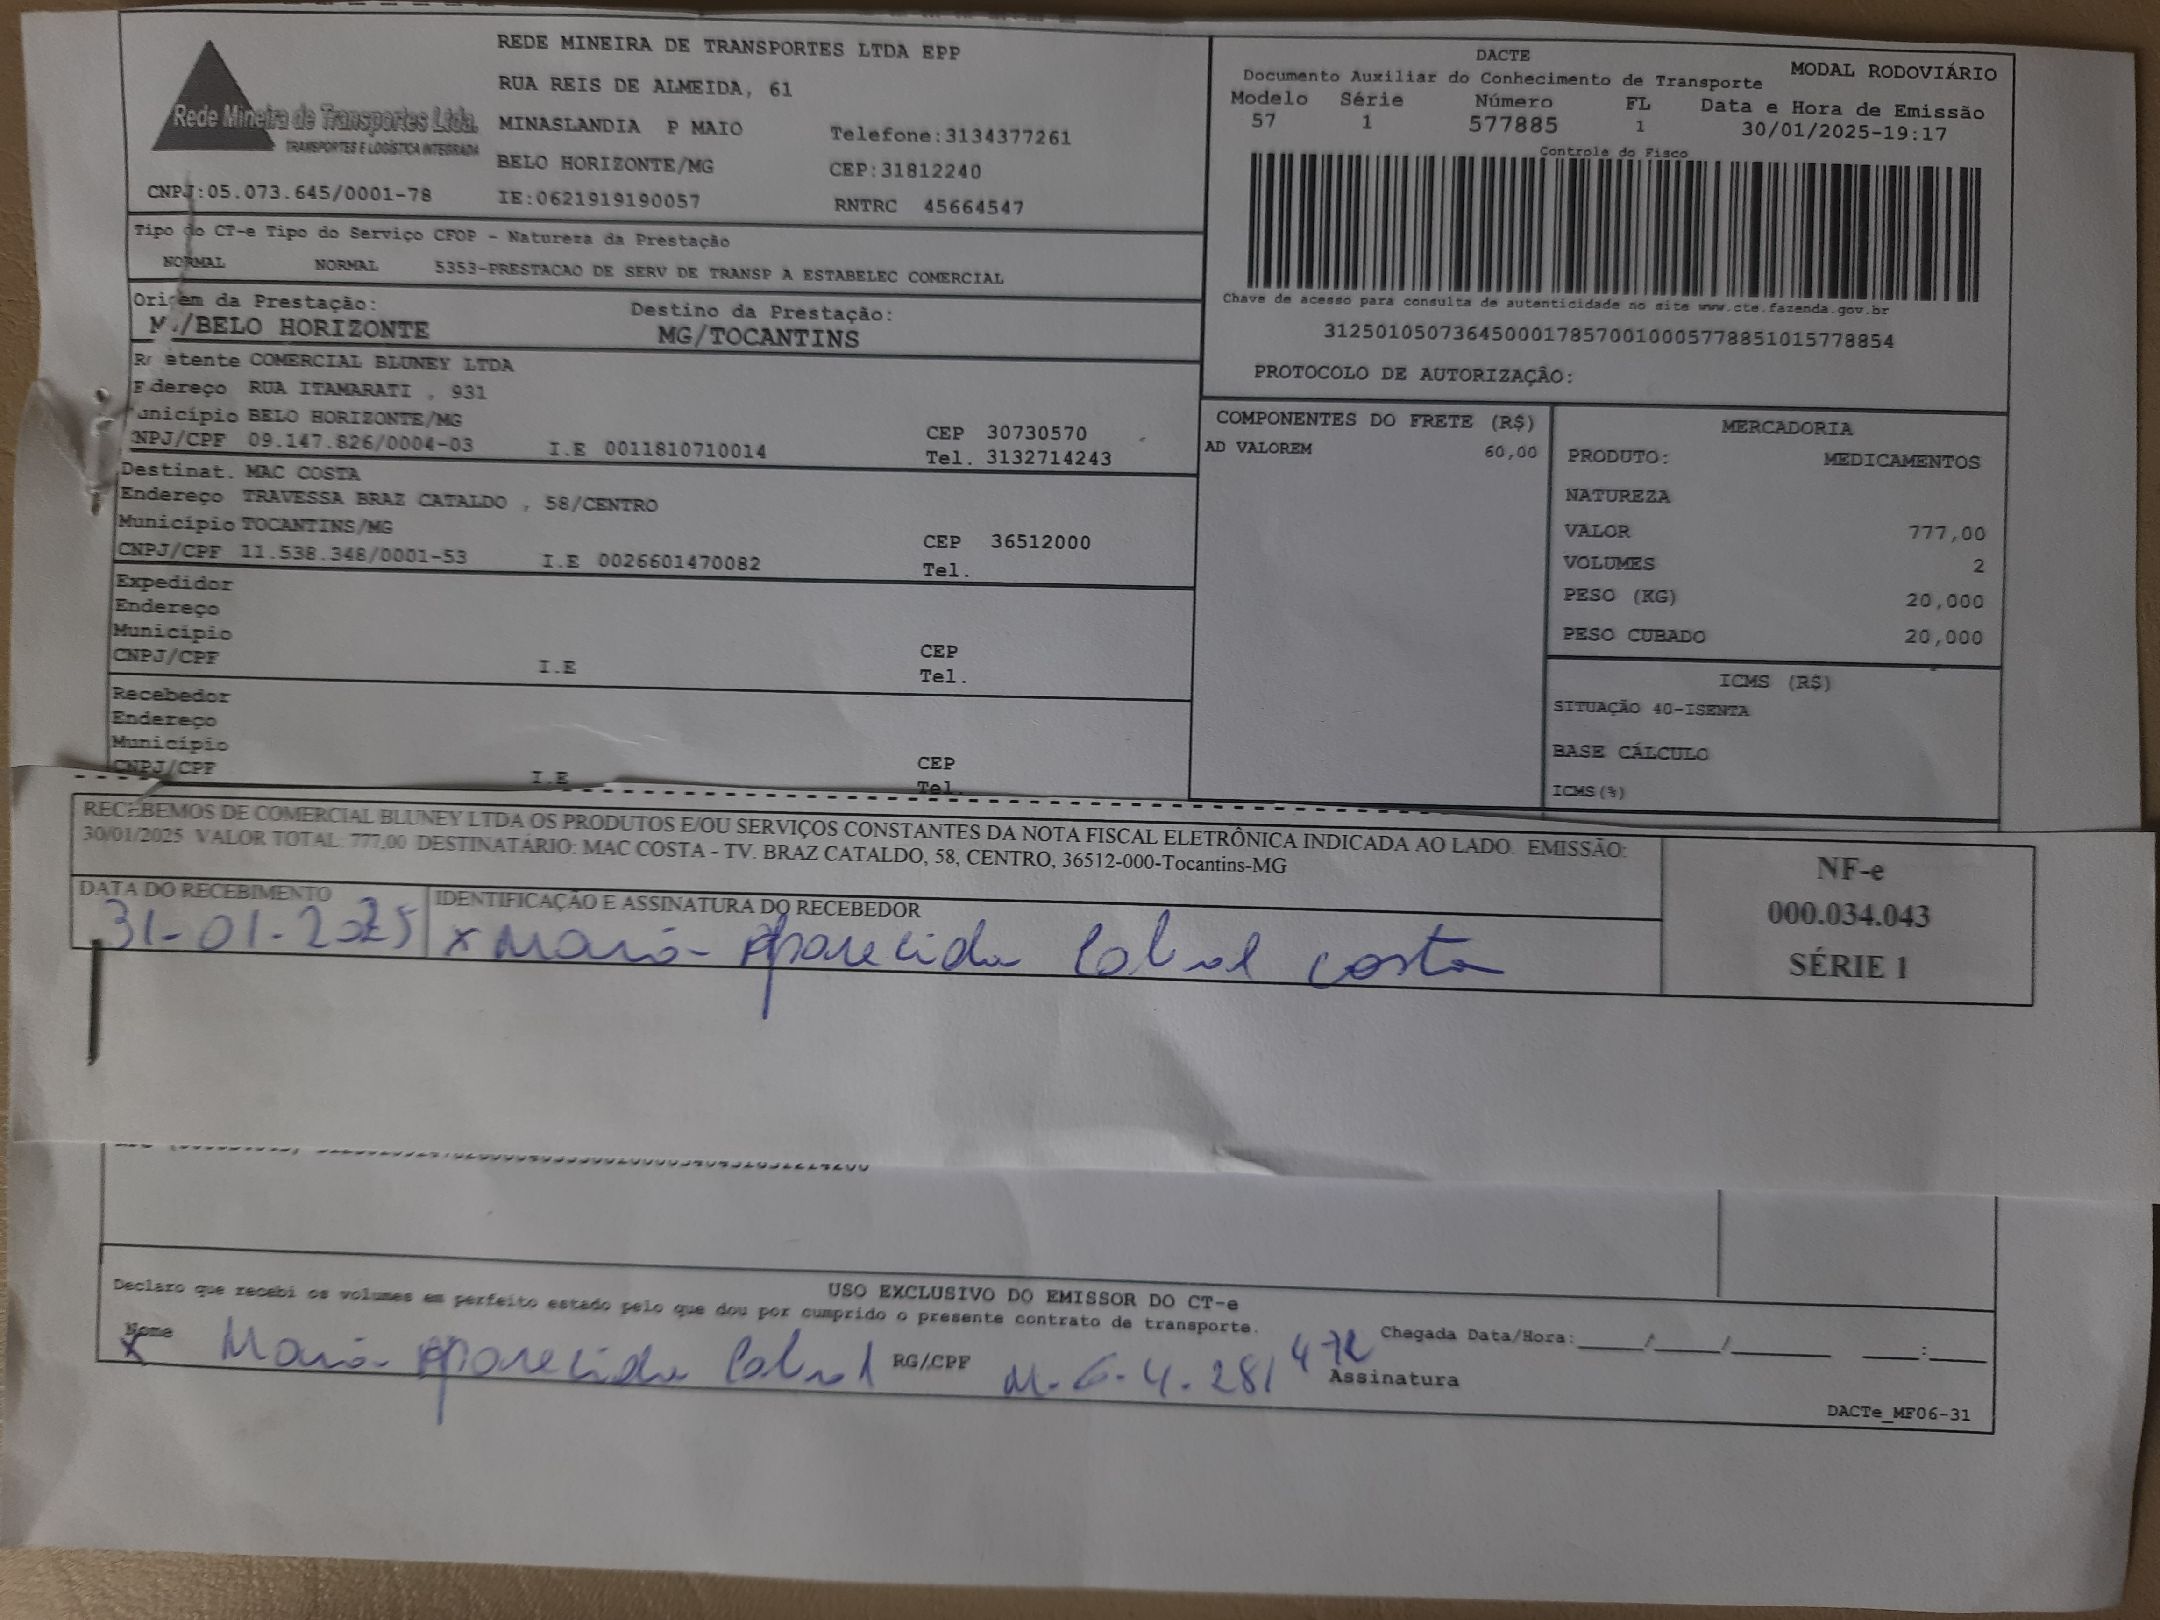 REDE MINEIRA DE TRANSPORTES LTDA EPP
RUA REIS DE ALMEIDA, 61
Rede Mineira de Transportes Ltda.
TRANSPORTES E LOGÍSTICA INTEGRADA
MINASLANDIA P MAIO Telefone:3134377261
BELO HORIZONTE/MG CEP:31812240
CNPJ:05.073.645/0001-78 IE:0621919190057 RNTRC 45664547
DACTE MODAL RODOVIÁRIO
Documento Auxiliar do Conhecimento de Transporte
Modelo Série Número FL Data e Hora de Emissão
57 1 577885 1 30/01/2025-19:17
Controle do Fisco
Chave de acesso para consulta de autenticidade no site www.cte.fazenda.gov.br
31250105073645000178570010005778851015778854
PROTOCOLO DE AUTORIZAÇÃO:
Tipo do CT-e Tipo do Serviço CFOP - Natureza da Prestação
NORMAL NORMAL 5353-PRESTACAO DE SERV DE TRANSP A ESTABELEC COMERCIAL
Origem da Prestação: Destino da Prestação:
/BELO HORIZONTE MG/TOCANTINS
COMERCIAL BLUNEY LTDA
Endereço RUA ITAMARATI , 931
Município BELO HORIZONTE/MG CEP 30730570
CNPJ/CPF 09.147.826/0004-03 I.E 0011810710014 Tel. 3132714243
Destinat. MAC COSTA
Endereço TRAVESSA BRAZ CATALDO , 58/CENTRO
Município TOCANTINS/MG CEP 36512000
CNPJ/CPF 11.538.348/0001-53 I.E 0026601470082 Tel.
Expedidor
Endereço
Município CEP
CNPJ/CPF I.E Tel.
Recebedor
Endereço
Município CEP
CNPJ/CPF I.E Tel.
COMPONENTES DO FRETE (R$)
AD VALOREM 60,00
MERCADORIA
PRODUTO: MEDICAMENTOS
NATUREZA
VALOR 777,00
VOLUMES 2
PESO (KG) 20,000
PESO CUBADO 20,000
ICMS (R$)
SITUAÇÃO 40-ISENTA
BASE CÁLCULO
ICMS(%)
RECEBEMOS DE COMERCIAL BLUNEY LTDA OS PRODUTOS E/OU SERVIÇOS CONSTANTES DA NOTA FISCAL ELETRÔNICA INDICADA AO LADO. EMISSÃO:
30/01/2025 VALOR TOTAL: 777,00 DESTINATÁRIO: MAC COSTA - TV. BRAZ CATALDO, 58, CENTRO, 36512-000-Tocantins-MG
DATA DO RECEBIMENTO IDENTIFICAÇÃO E ASSINATURA DO RECEBEDOR
31-01-2025 x Maria Aparecida Cabral Costa
NF-e
000.034.043
SÉRIE 1
USO EXCLUSIVO DO EMISSOR DO CT-e
Declaro que recebi os volumes em perfeito estado pelo que dou por cumprido o presente contrato de transporte.
Nome x Maria Aparecida Cabral RG/CPF M.G.4.281 472 Chegada Data/Hora:____/____/______ ____:____
Assinatura
DACTe_MF06-31